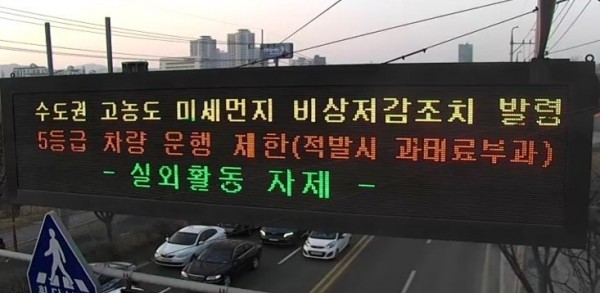 수도권 고농도 미세먼지 비상저감조치 발령
5등급 차량 운행 제한(적발시 과태료부과)
- 실외활동 자제 -